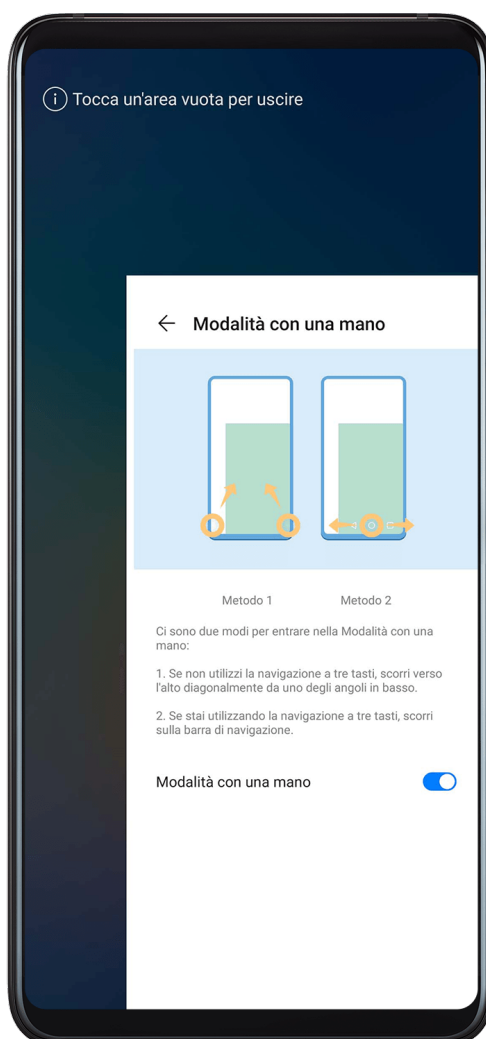 Tocca un'area vuota per uscire
Modalità con una mano
Metodo 1 Metodo 2
Ci sono due modi per entrare nella Modalità con una
mano:
1. Se non utilizzi la navigazione a tre tasti, scorri verso
l'alto diagonalmente da uno degli angoli in basso.
2. Se stai utilizzando la navigazione a tre tasti, scorri
sulla barra di navigazione.
Modalità con una mano